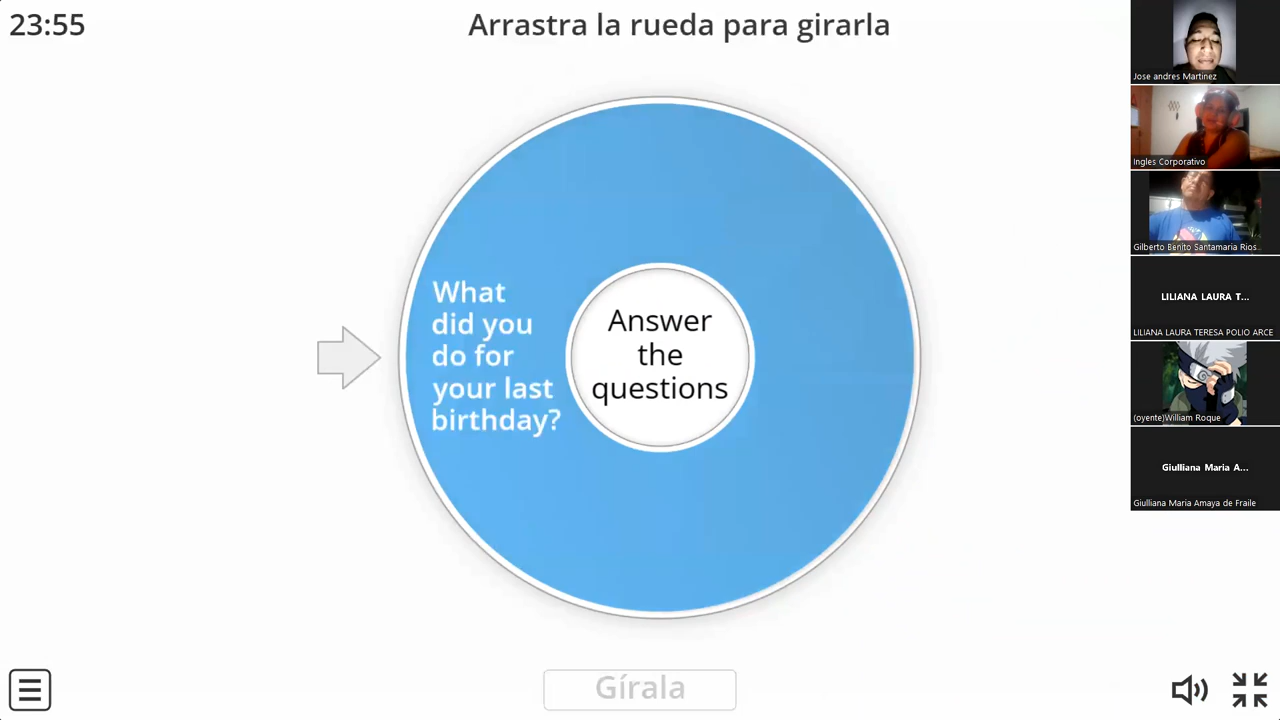 23:55
Arrastra la rueda para girarla
What
did you
do for
your last
birthday?
Answer
the
questions
Gírala
Jose andres Martinez
Ingles Corporativo
Gilberto Benito Santamaria Rios...
LILIANA LAURA T...
LILIANA LAURA TERESA POLIO ARCE
(oyente)William Roque
Giulliana Maria A...
Giulliana Maria Amaya de Fraile